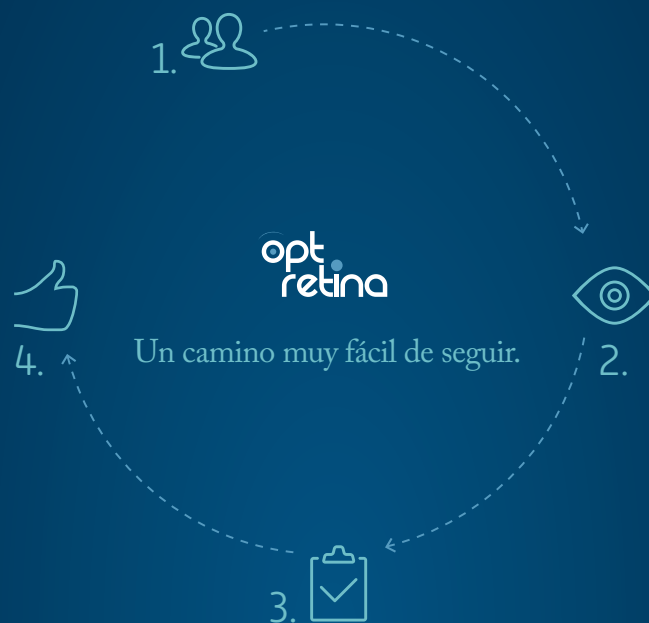 1.
opt
retina
Un camino muy fácil de seguir.
2.
3.
4.